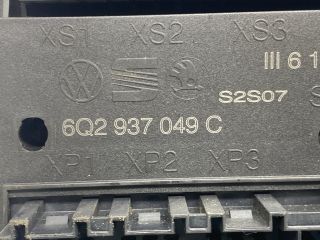 XS1 XS2 XS3
III 6 1
S2S07
6Q2 937 049 C
XP1 XP2 XP3